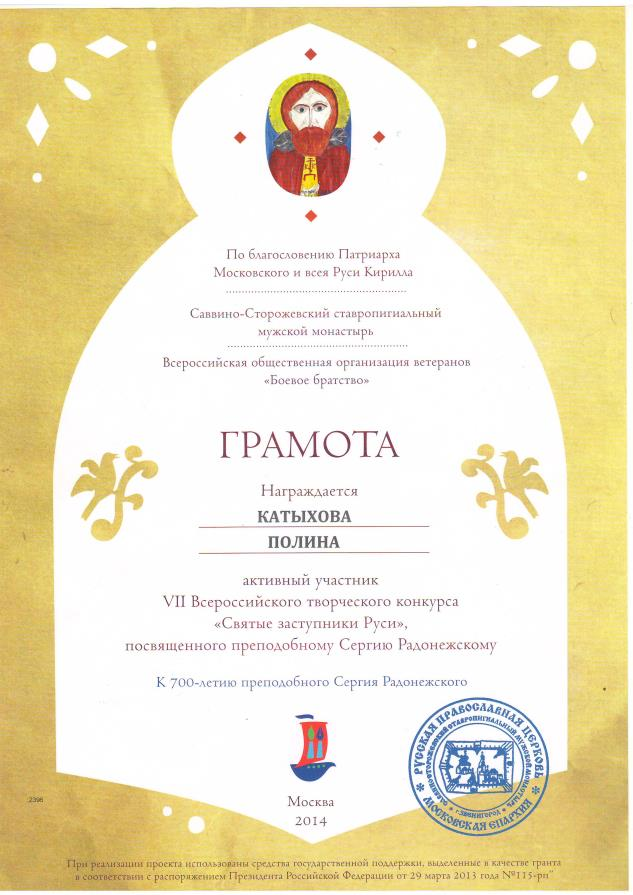 По благословению Патриарха
Московского и всея Руси Кирилла
Саввино-Сторожевский ставропигиальный
мужской монастырь
Всероссийская общественная организация ветеранов
«Боевое братство»
ГРАМОТА
Награждается
КАТЫХОВА
ПОЛИНА
активный участник
VII Всероссийского творческого конкурса
«Святые заступники Руси»,
посвященного преподобному Сергию Радонежскому
К 700-летию преподобного Сергия Радонежского
РУССКАЯ ПРАВОСЛАВНАЯ ЦЕРКОВЬ
МОСКОВСКАЯ ЕПАРХИЯ
САВВИНО-СТОРОЖЕВСКИЙ СТАВРОПИГИАЛЬНЫЙ МУЖСКОЙ МОНАСТЫРЬ
г. ЗВЕНИГОРОД
2396
Москва
2014
При реализации проекта использованы средства государственной поддержки, выделенные в качестве гранта
в соответствии с распоряжением Президента Российской Федерации от 29 марта 2013 года №115-рп"